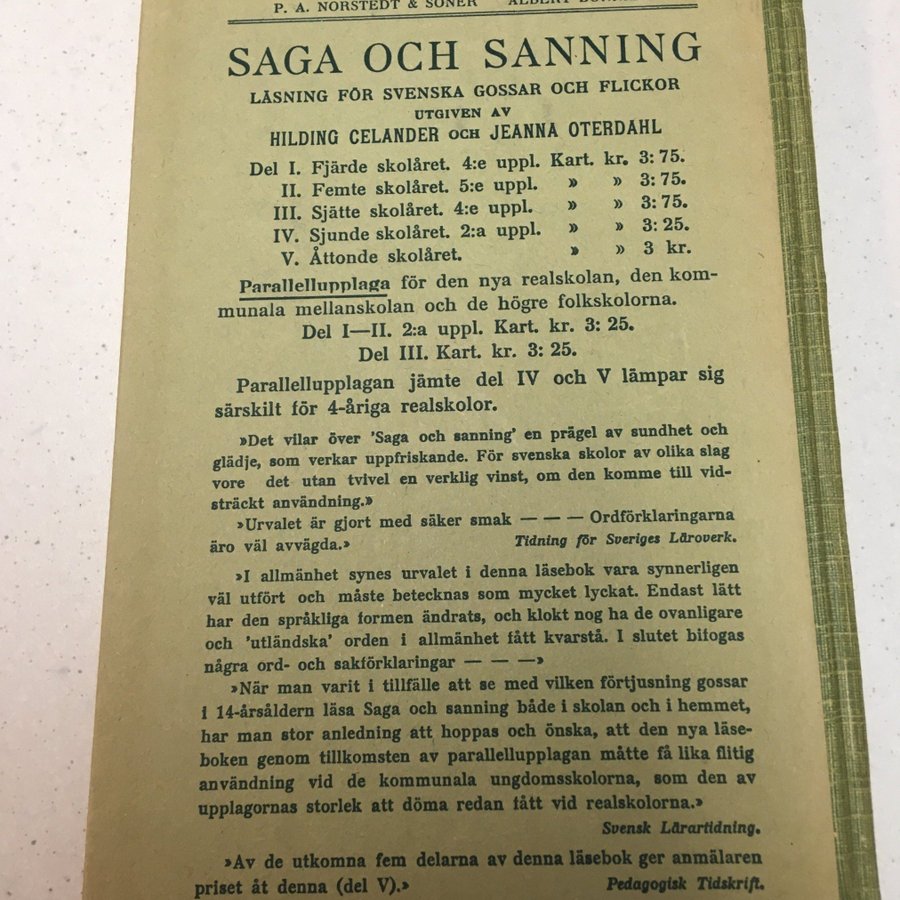 P. A. NORSTEDT & SÖNER ALBERT
SAGA OCH SANNING
LÄSNING FÖR SVENSKA GOSSAR OCH FLICKOR
UTGIVEN AV
HILDING CELANDER OCH JEANNA OTERDAHL
Del I. Fjärde skolåret. 4:e uppl. Kart. kr. 3: 75.
II. Femte skolåret. 5:e uppl. » » 3: 75.
III. Sjätte skolåret. 4:e uppl. » » 3: 75.
IV. Sjunde skolåret. 2:a uppl. » » 3: 25.
V. Åttonde skolåret. » » 3 kr.
Parallellupplaga för den nya realskolan, den kom-
munala mellanskolan och de högre folkskolorna.
Del I—II. 2:a uppl. Kart. kr. 3: 25.
Del III. Kart. kr. 3: 25.
Parallellupplagan jämte del IV och V lämpar sig
särskilt för 4-åriga realskolor.
»Det vilar över 'Saga och sanning' en prägel av sundhet och
glädje, som verkar uppfriskande. För svenska skolor av olika slag
vore det utan tvivel en verklig vinst, om den komme till vid-
sträckt användning.»
»Urvalet är gjort med säker smak — — — Ordförklaringarna
äro väl avvägda.» Tidning för Sveriges Läroverk.
»I allmänhet synes urvalet i denna läsebok vara synnerligen
väl utfört och måste betecknas som mycket lyckat. Endast lätt
har den språkliga formen ändrats, och klokt nog ha de ovanligare
och 'utländska' orden i allmänhet fått kvarstå. I slutet bifogas
några ord- och sakförklaringar — — —»
»När man varit i tillfälle att se med vilken förtjusning gossar
i 14-årsåldern läsa Saga och sanning både i skolan och i hemmet,
har man stor anledning att hoppas och önska, att den nya läse-
boken genom tillkomsten av parallellupplagan måtte få lika flitig
användning vid de kommunala ungdomsskolorna, som den av
upplagornas storlek att döma redan fått vid realskolorna.»
Svensk Lärartidning.
»Av de utkomna fem delarna av denna läsebok ger anmälaren
priset åt denna (del V).» Pedagogisk Tidskrift.